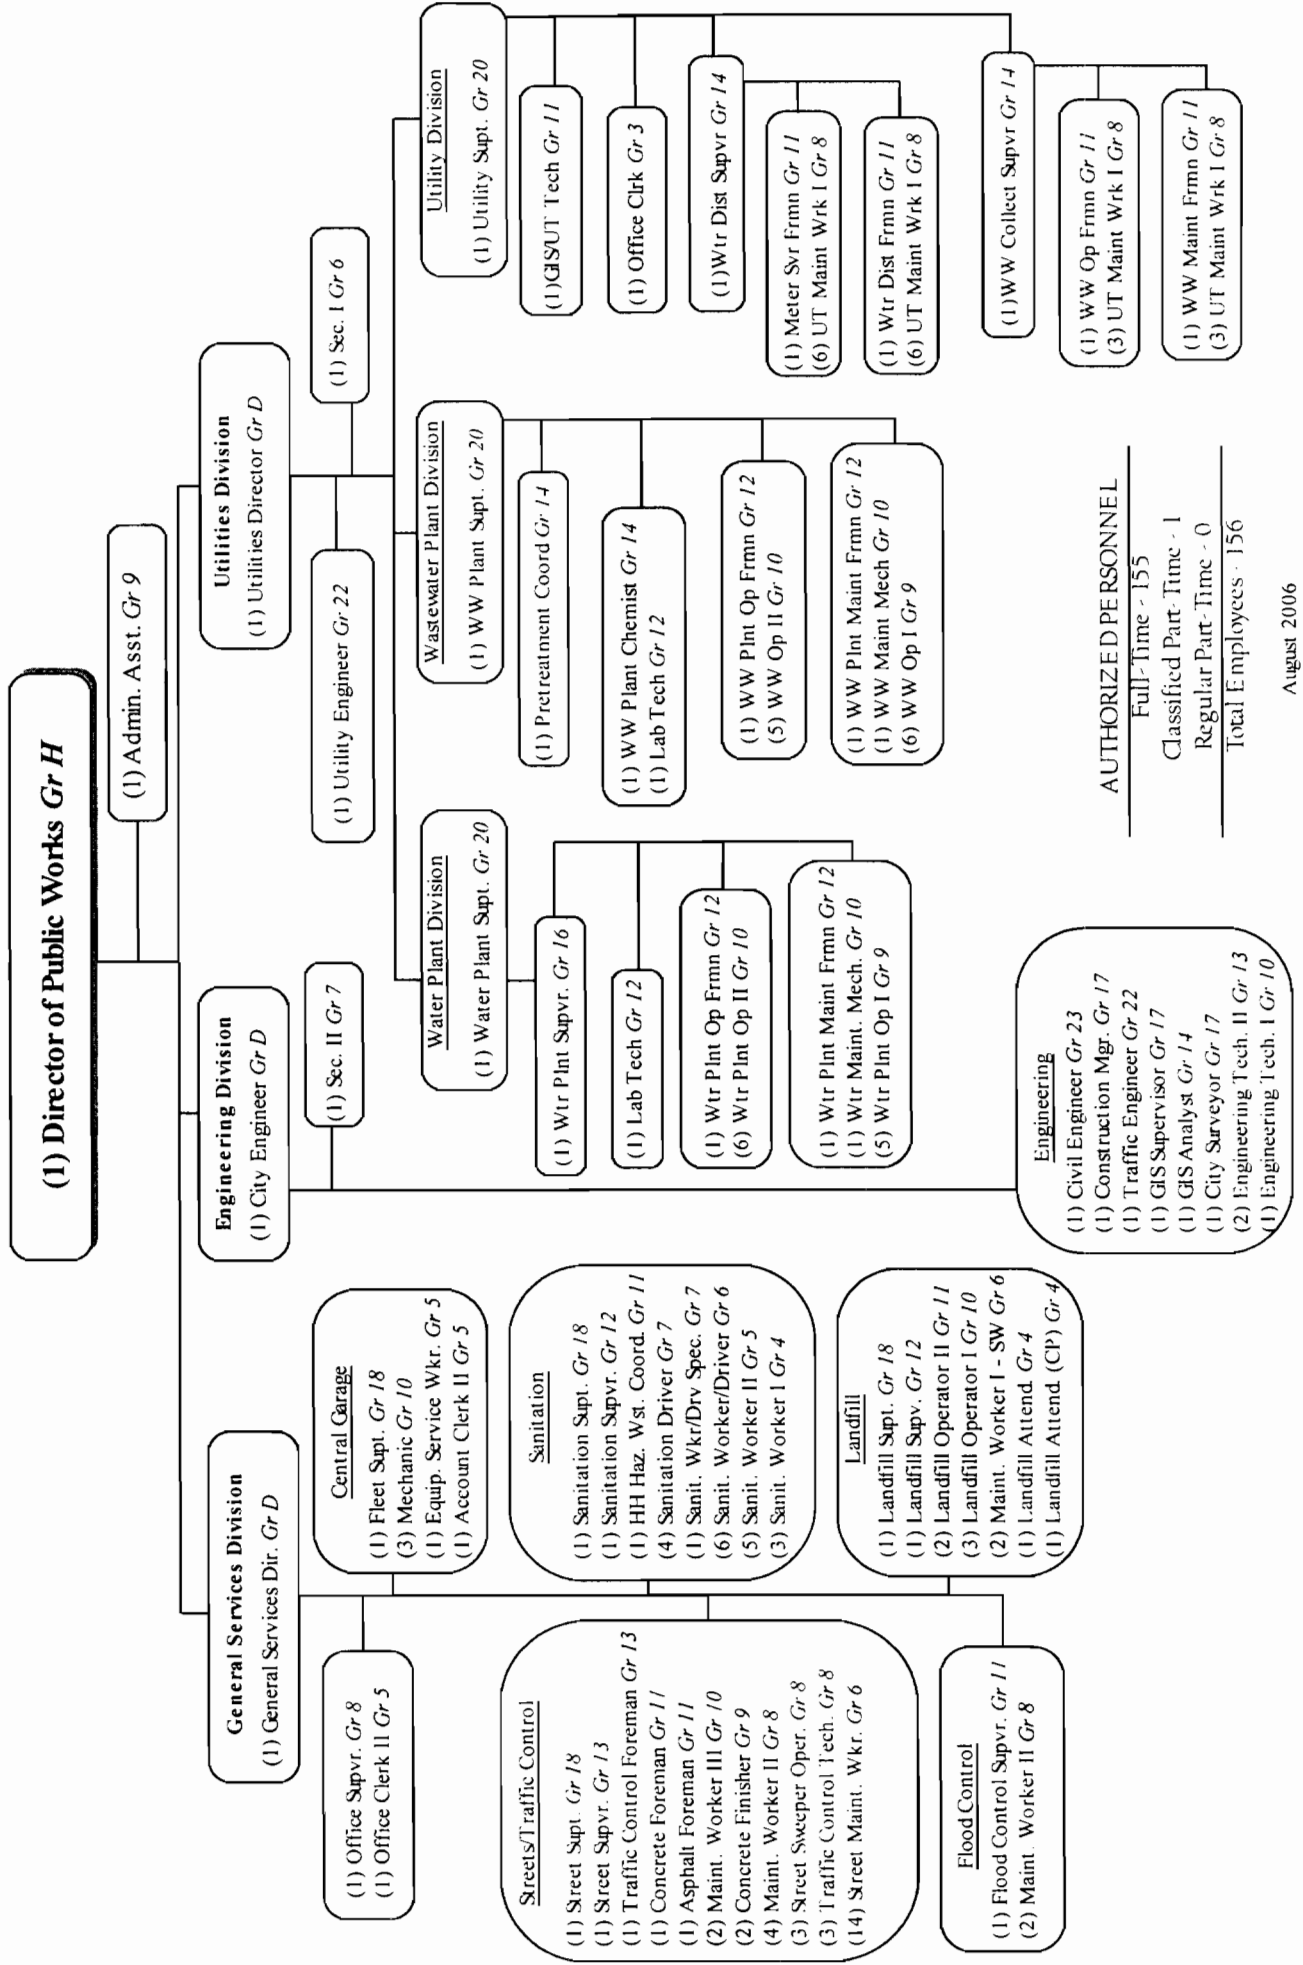 (1) Director of Public Works Gr H
(1) Admin. Asst. Gr 9
General Services Division
(1) General Services Dir. Gr D
(1) Office Supvr. Gr 8
(1) Office Clerk II Gr 5
Central Garage
(1) Fleet Supt. Gr 18
(3) Mechanic Gr 10
(1) Equip. Service Wkr. Gr 5
(1) Account Clerk II Gr 5
Streets/Traffic Control
(1) Street Supt. Gr 18
(1) Street Supvr. Gr 13
(1) Traffic Control Foreman Gr 13
(1) Concrete Foreman Gr 11
(1) Asphalt Foreman Gr 11
(2) Maint. Worker III Gr 10
(2) Concrete Finisher Gr 9
(4) Maint. Worker II Gr 8
(3) Street Sweeper Oper. Gr 8
(3) Traffic Control Tech. Gr 8
(14) Street Maint. Wkr. Gr 6
Sanitation
(1) Sanitation Supt. Gr 18
(1) Sanitation Supvr. Gr 12
(1) HH Haz. Wst. Coord. Gr 11
(4) Sanitation Driver Gr 7
(1) Sanit. Wkr/Drv Spec. Gr 7
(6) Sanit. Worker/Driver Gr 6
(5) Sanit. Worker II Gr 5
(3) Sanit. Worker I Gr 4
Flood Control
(1) Flood Control Supvr. Gr 11
(2) Maint. Worker II Gr 8
Landfill
(1) Landfill Supt. Gr 18
(1) Landfill Supv. Gr 12
(2) Landfill Operator II Gr 11
(3) Landfill Operator I Gr 10
(2) Maint. Worker I - SW Gr 6
(1) Landfill Attend. Gr 4
(1) Landfill Attend. (CP) Gr 4
Engineering Division
(1) City Engineer Gr D
(1) Sec. II Gr 7
Engineering
(1) Civil Engineer Gr 23
(1) Construction Mgr. Gr 17
(1) Traffic Engineer Gr 22
(1) GIS Supervisor Gr 17
(1) GIS Analyst Gr 14
(1) City Surveyor Gr 17
(2) Engineering Tech. II Gr 13
(1) Engineering Tech. I Gr 10
Utilities Division
(1) Utilities Director Gr D
(1) Utility Engineer Gr 22
(1) Sec. I Gr 6
Water Plant Division
(1) Water Plant Supt. Gr 20
(1) Wtr Plnt Supvr. Gr 16
(1) Lab Tech Gr 12
(1) Wtr Plnt Op Frmn Gr 12
(6) Wtr Plnt Op II Gr 10
(1) Wtr Plnt Maint Frmn Gr 12
(1) Wtr Maint. Mech. Gr 10
(5) Wtr Plnt Op I Gr 9
Wastewater Plant Division
(1) WW Plant Supt. Gr 20
(1) Pretreatment Coord Gr 14
(1) WW Plant Chemist Gr 14
(1) Lab Tech Gr 12
(1) WW Plnt Op Frmn Gr 12
(5) WW Op II Gr 10
(1) WW Plnt Maint Frmn Gr 12
(1) WW Maint Mech Gr 10
(6) WW Op I Gr 9
Utility Division
(1) Utility Supt. Gr 20
(1)GIS/UT Tech Gr 11
(1) Office Clrk Gr 3
(1)Wtr Dist Supvr Gr 14
(1) Meter Svr Frmn Gr 11
(6) UT Maint Wrk I Gr 8
(1) Wtr Dist Frmn Gr 11
(6) UT Maint Wrk I Gr 8
(1)WW Collect Supvr Gr 14
(1) WW Op Frmn Gr 11
(3) UT Maint Wrk I Gr 8
(1) WW Maint Frmn Gr 11
(3) UT Maint Wrk I Gr 8
AUTHORIZED PERSONNEL
Full-Time - 155
Classified Part-Time - 1
Regular Part-Time - 0
Total Employees - 156
August 2006